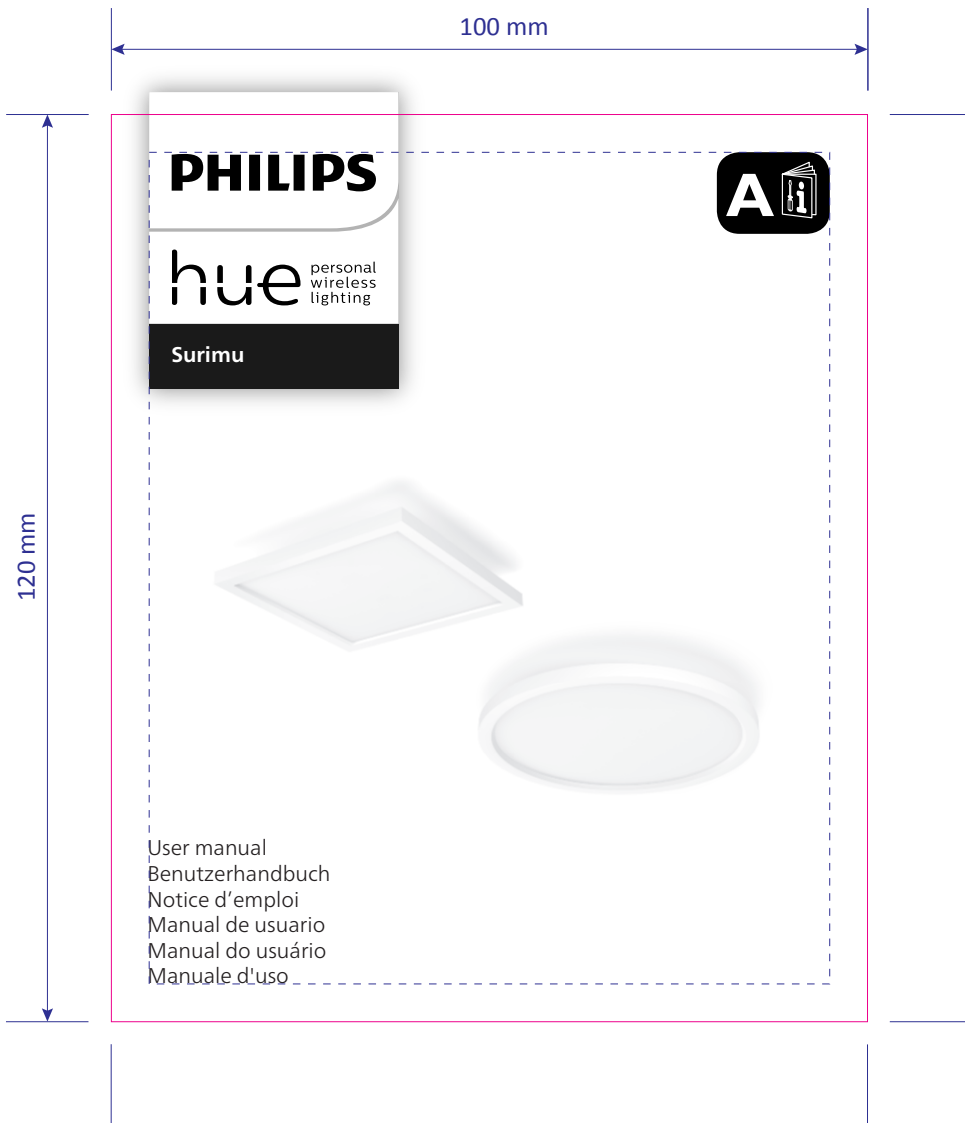 100 mm
PHILIPS
A i
hue personal
wireless
lighting
Surimu
120 mm
User manual
Benutzerhandbuch
Notice d’emploi
Manual de usuario
Manual do usuário
Manuale d'uso